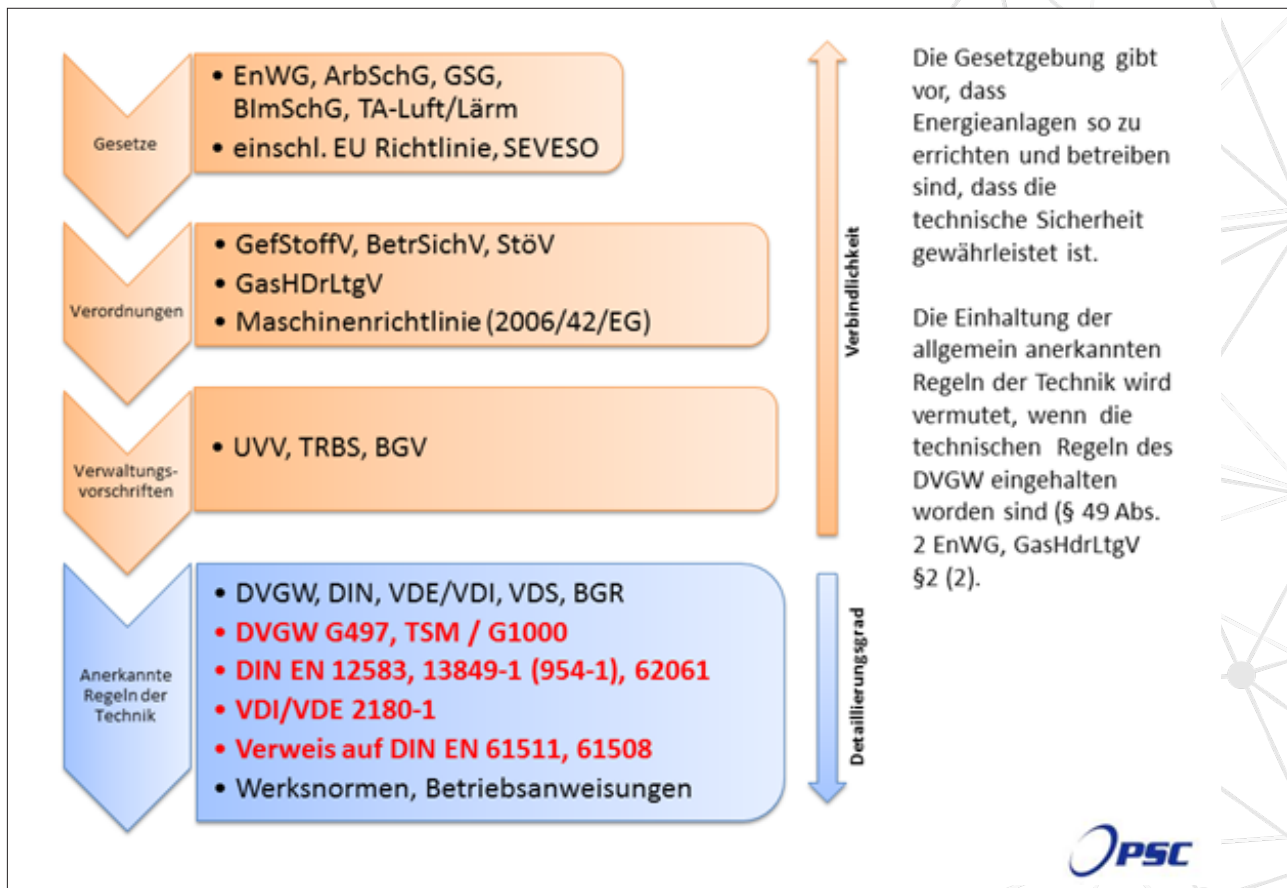 Gesetze
• EnWG, ArbSchG, GSG,
BImSchG, TA-Luft/Lärm
• einschl. EU Richtlinie, SEVESO
Verordnungen
• GefStoffV, BetrSichV, StöV
• GasHDrLtgV
• Maschinenrichtlinie (2006/42/EG)
Verwaltungs-
vorschriften
• UVV, TRBS, BGV
Anerkannte
Regeln der
Technik
• DVGW, DIN, VDE/VDI, VDS, BGR
• DVGW G497, TSM / G1000
• DIN EN 12583, 13849-1 (954-1), 62061
• VDI/VDE 2180-1
• Verweis auf DIN EN 61511, 61508
• Werksnormen, Betriebsanweisungen
Verbindlichkeit
Detaillierungsgrad
Die Gesetzgebung gibt
vor, dass
Energieanlagen so zu
errichten und betreiben
sind, dass die
technische Sicherheit
gewährleistet ist.
Die Einhaltung der
allgemein anerkannten
Regeln der Technik wird
vermutet, wenn die
technischen Regeln des
DVGW eingehalten
worden sind (§ 49 Abs.
2 EnWG, GasHdrLtgV
§2 (2).
PSC